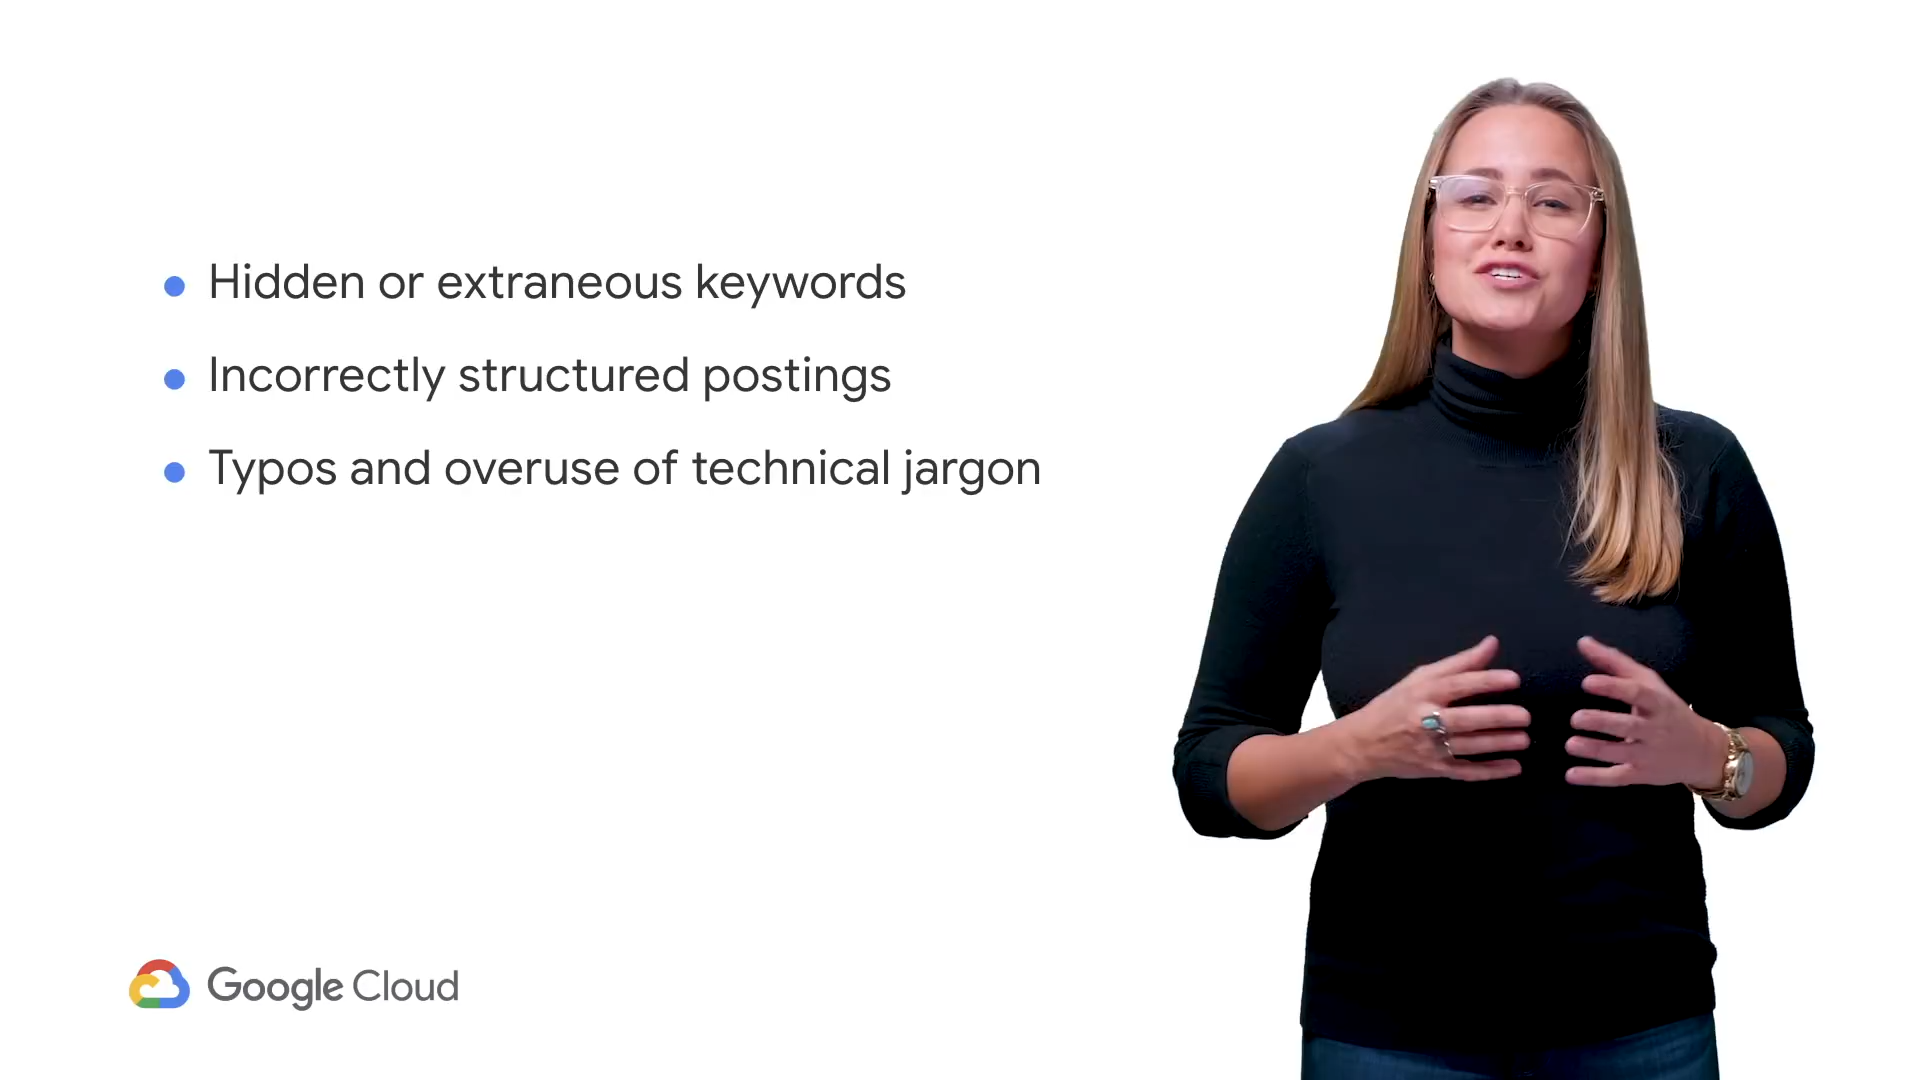 Hidden or extraneous keywords
Incorrectly structured postings
Typos and overuse of technical jargon
Google Cloud